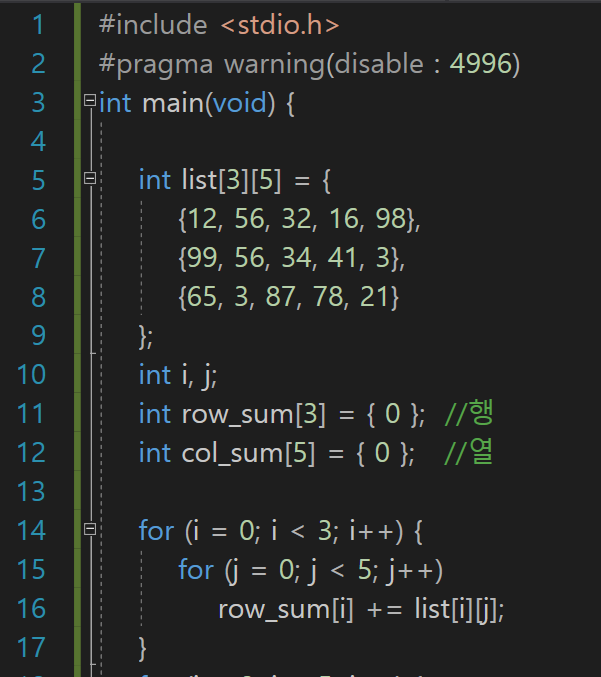 1 #include <stdio.h>
2 #pragma warning(disable : 4996)
3 int main(void) {
4
5 int list[3][5] = {
6 {12, 56, 32, 16, 98},
7 {99, 56, 34, 41, 3},
8 {65, 3, 87, 78, 21}
9 };
10 int i, j;
11 int row_sum[3] = { 0 }; //행
12 int col_sum[5] = { 0 }; //열
13
14 for (i = 0; i < 3; i++) {
15 for (j = 0; j < 5; j++)
16 row_sum[i] += list[i][j];
17 }